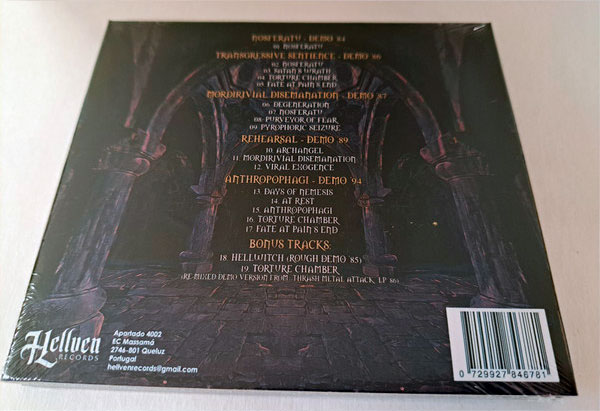 NOSFERATU - DEMO 84
01. NOSFERATU
TRANSGRESSIVE SENTIENCE - DEMO 86
02. NOSFERATU
03. SATAN'S WRATH
04. TORTURE CHAMBER
05. FATE AT PAIN'S END
MORDIRIVIAL DISEMANATION - DEMO '87
06. DEGENERATION
07. NOSFERATU
08. PURVEYOR OF FEAR
09. PYROPHORIC SEIZURE
REHEARSAL - DEMO 89
10. ARCHANGEL
11. MORDIRIVIAL DISEMANATION
12. VIRAL EXOGENCE
ANTHROPOPHAGI - DEMO 94
13. DAYS OF NEMESIS
14. AT REST
15. ANTHROPOPHAGI
16. TORTURE CHAMBER
17. FATE AT PAIN'S END
BONUS TRACKS:
18. HELLWITCH (ROUGH DEMO '85)
19. TORTURE CHAMBER
(RE-MIXED DEMO VERSION FROM THRASH METAL ATTACK LP 86)
Hellven
RECORDS
Apartado 4002
EC Massamá
2746-801 Queluz
Portugal
hellvenrecords@gmail.com
0 729927 846781